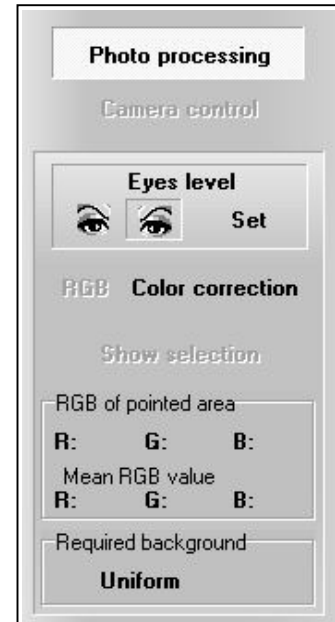 Photo processing
Camera control
Eyes level
Set
RGB Color correction
Show selection
RGB of pointed area
R: G: B:
Mean RGB value
R: G: B:
Required background
Uniform